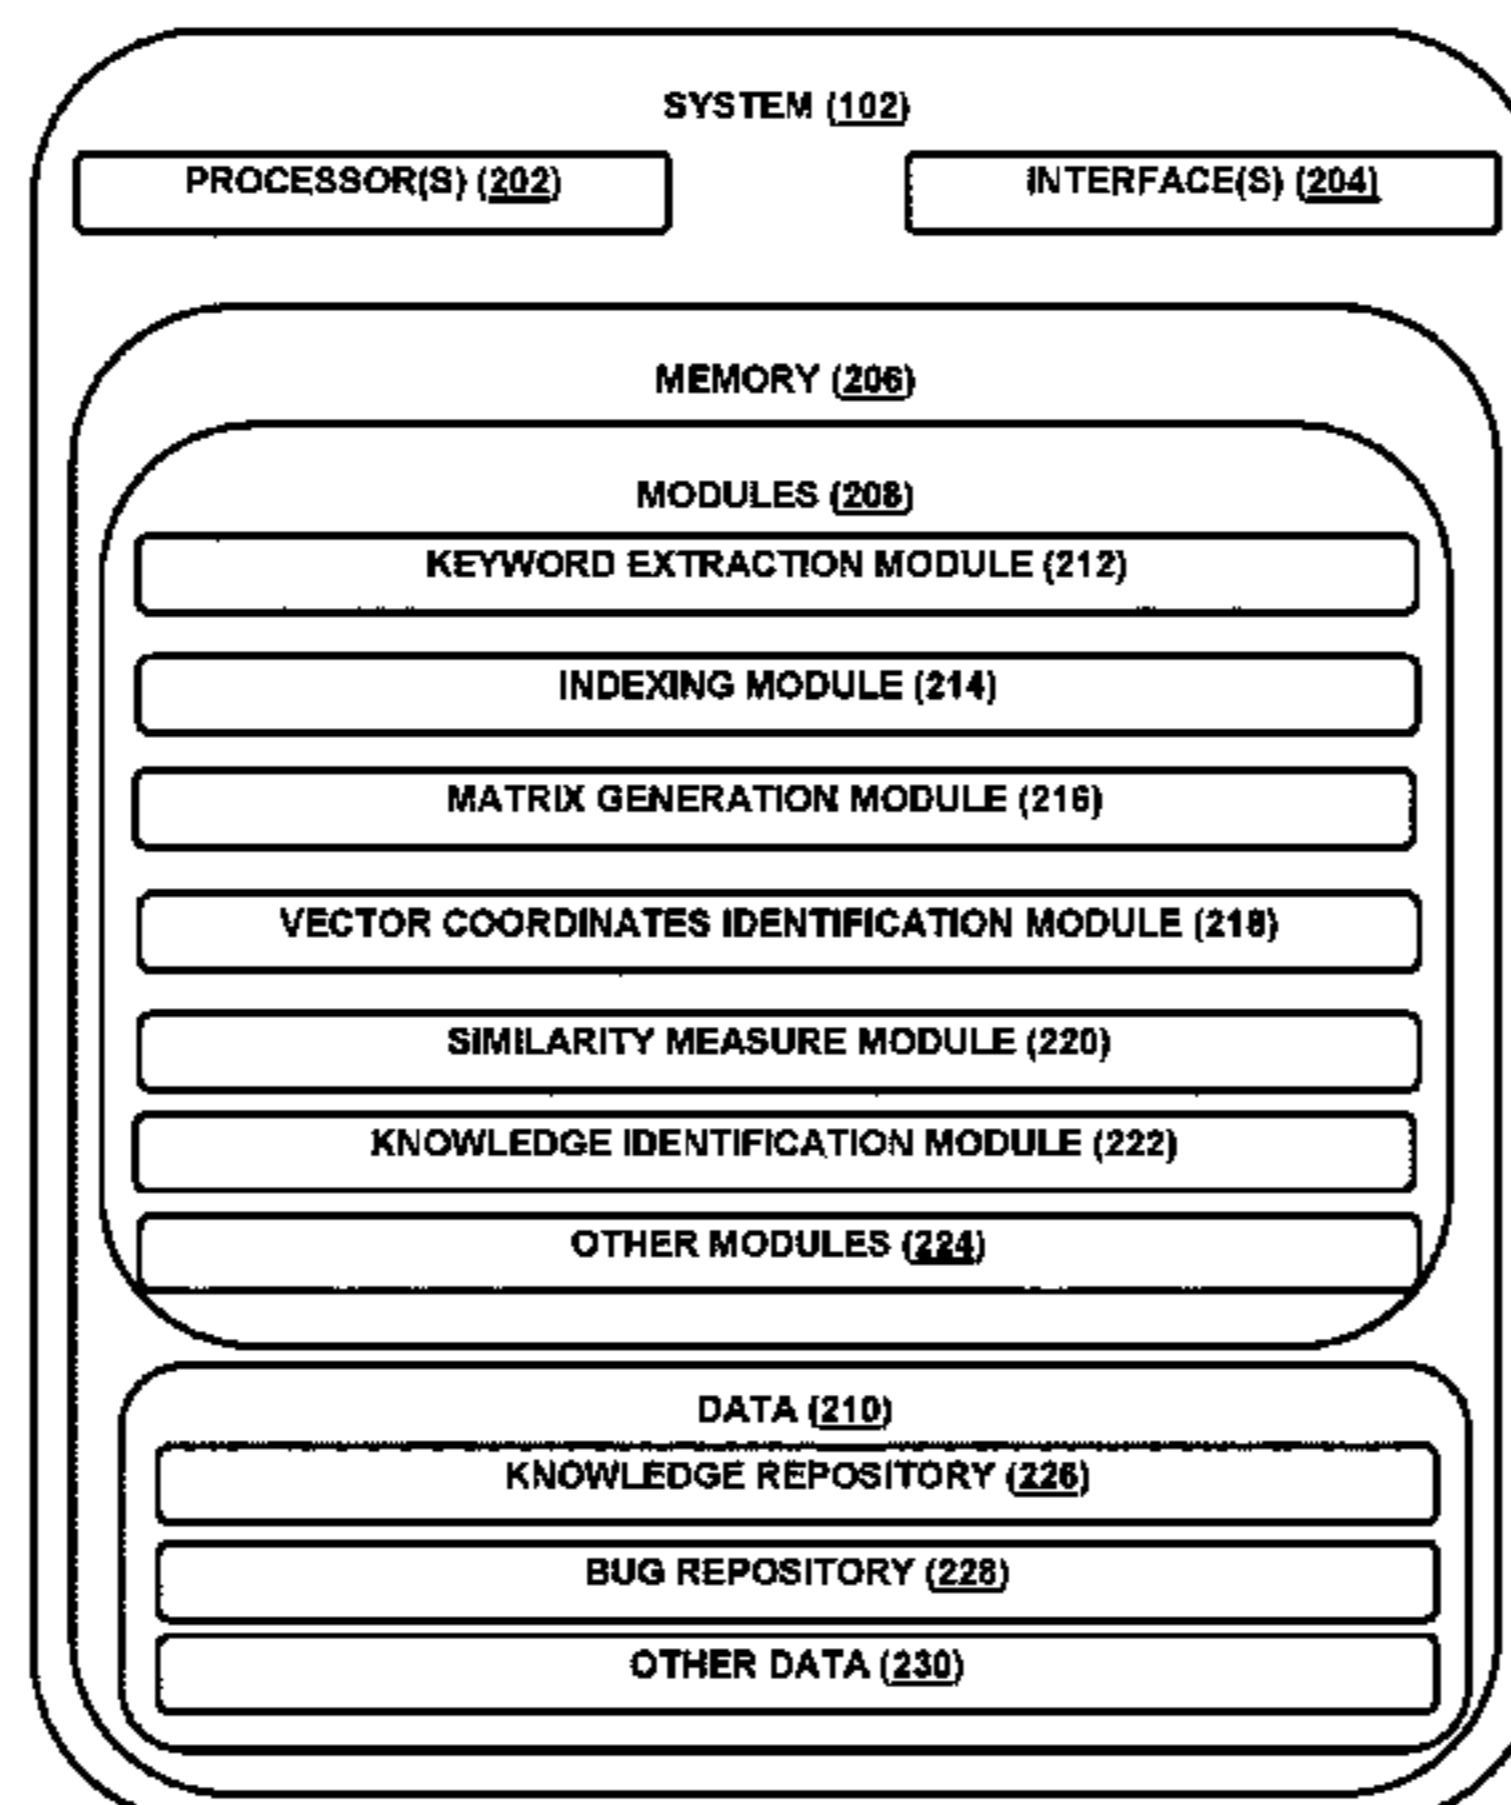 SYSTEM (102)
PROCESSOR(S) (202)
INTERFACE(S) (204)
MEMORY (206)
MODULES (208)
KEYWORD EXTRACTION MODULE (212)
INDEXING MODULE (214)
MATRIX GENERATION MODULE (216)
VECTOR COORDINATES IDENTIFICATION MODULE (218)
SIMILARITY MEASURE MODULE (220)
KNOWLEDGE IDENTIFICATION MODULE (222)
OTHER MODULES (224)
DATA (210)
KNOWLEDGE REPOSITORY (226)
BUG REPOSITORY (228)
OTHER DATA (230)